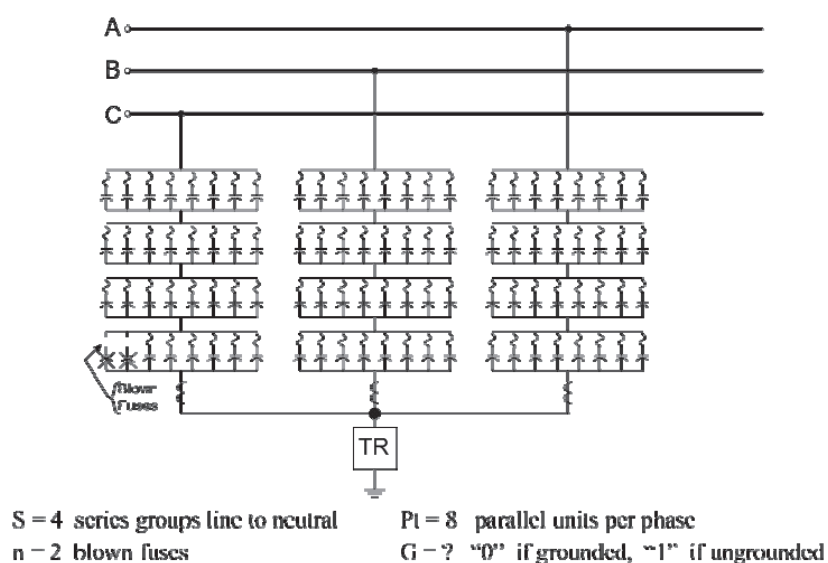 A
B
C
Blown
Fuses
TR
S = 4 series groups line to neutral
Pt = 8 parallel units per phase
n = 2 blown fuses
G = ? "0" if grounded, "1" if ungrounded